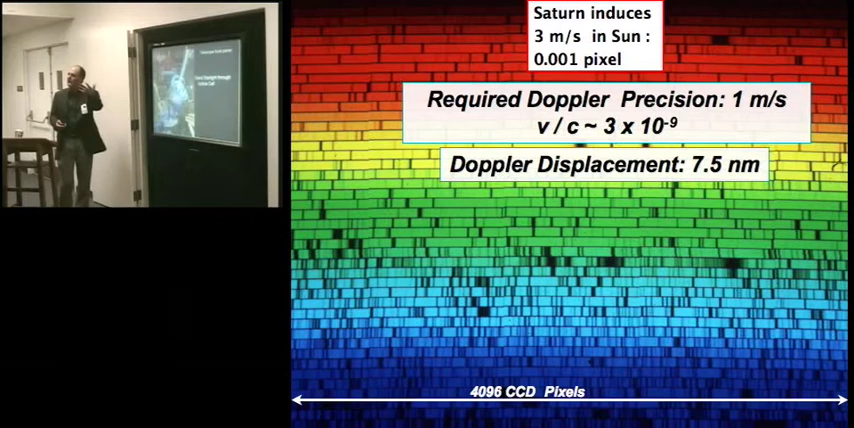 Saturn induces
3 m/s in Sun :
0.001 pixel
Required Doppler Precision: 1 m/s
v / c ~ 3 x 10⁻⁹
Doppler Displacement: 7.5 nm
4096 CCD Pixels